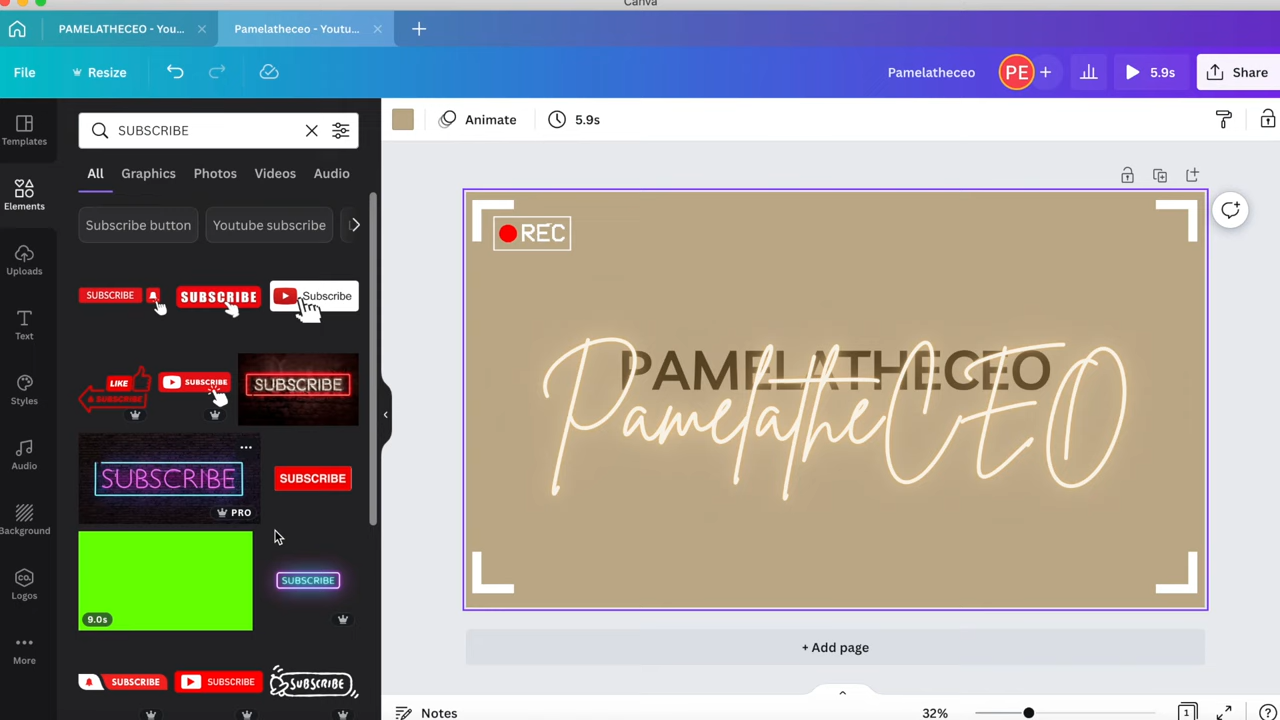 Canva
PAMELATHECEO - You...
Pamelatheceo - Youtu...
File
Resize
Pamelatheceo
PE
5.9s
Share
Templates
Elements
Uploads
Text
Styles
Audio
Background
Logos
More
SUBSCRIBE
All
Graphics
Photos
Videos
Audio
Subscribe button
Youtube subscribe
SUBSCRIBE
SUBSCRIBE
Subscribe
LIKE
& SUBSCRIBE
SUBSCRIBE
SUBSCRIBE
SUBSCRIBE
PRO
SUBSCRIBE
9.0s
SUBSCRIBE
SUBSCRIBE
SUBSCRIBE
SUBSCRIBE
Animate
5.9s
REC
PAMELATHECEO
PamelatheCEO
+ Add page
Notes
32%
1